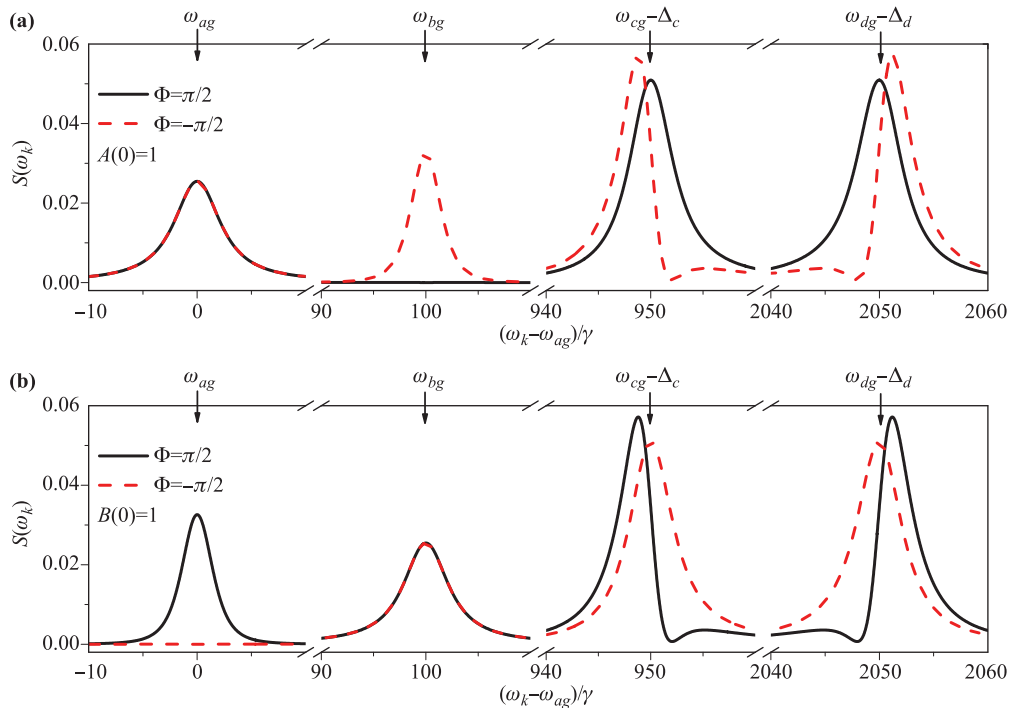 (a)
ω_ag ω_bg ω_cg−Δ_c ω_dg−Δ_d
0.06
0.04
0.02
0.00
S(ω_k)
Φ=π/2
Φ=−π/2
A(0)=1
−10 0 90 100 940 950 2040 2050 2060
(ω_k−ω_ag)/γ
(b)
ω_ag ω_bg ω_cg−Δ_c ω_dg−Δ_d
0.06
0.04
0.02
0.00
S(ω_k)
Φ=π/2
Φ=−π/2
B(0)=1
−10 0 90 100 940 950 2040 2050 2060
(ω_k−ω_ag)/γ